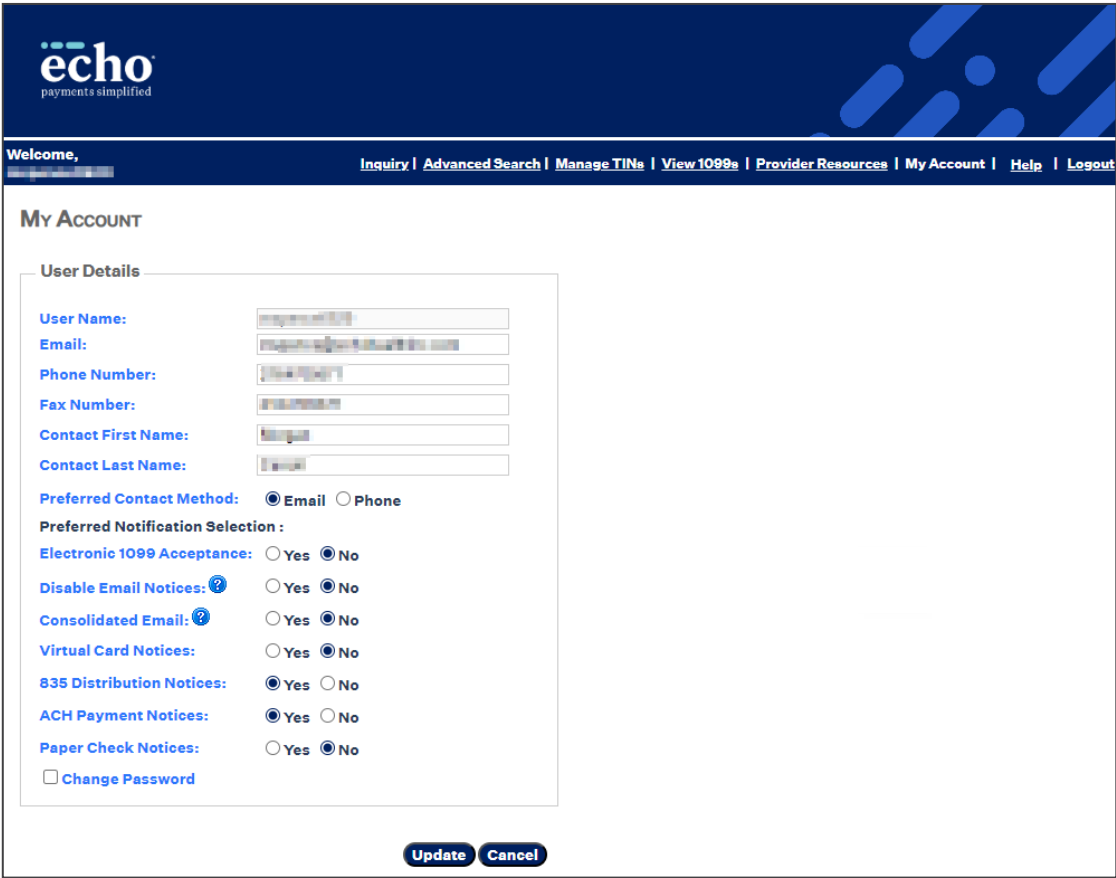 echo
payments simplified
Welcome,
Inquiry | Advanced Search | Manage TINs | View 1099s | Provider Resources | My Account | Help | Logout
MY ACCOUNT
User Details
User Name:
Email:
Phone Number:
Fax Number:
Contact First Name:
Contact Last Name:
Preferred Contact Method: Email Phone
Preferred Notification Selection :
Electronic 1099 Acceptance: Yes No
Disable Email Notices: ? Yes No
Consolidated Email: ? Yes No
Virtual Card Notices: Yes No
835 Distribution Notices: Yes No
ACH Payment Notices: Yes No
Paper Check Notices: Yes No
Change Password
Update Cancel